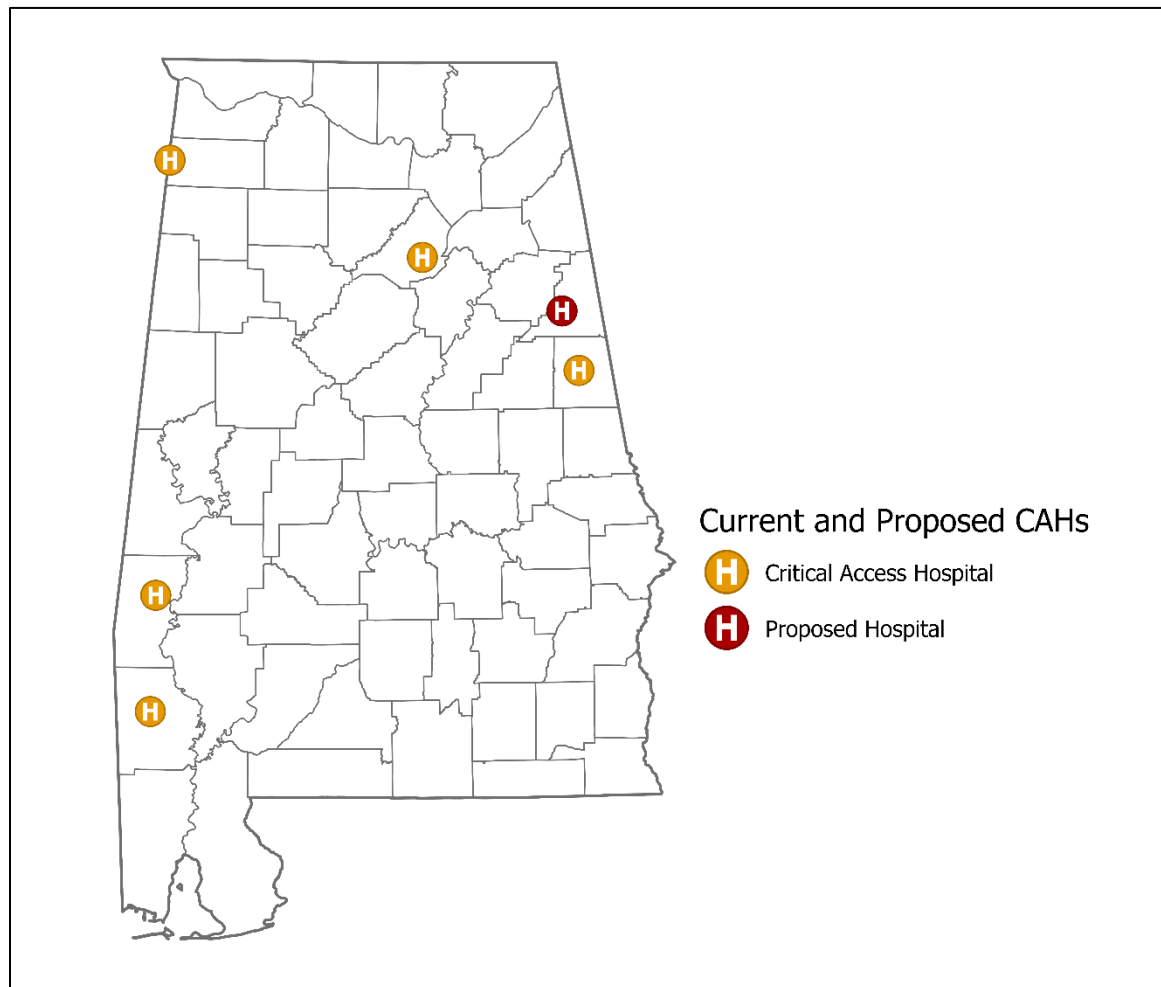 H
H
H
H
Current and Proposed CAHs
H Critical Access Hospital
H
H Proposed Hospital
H